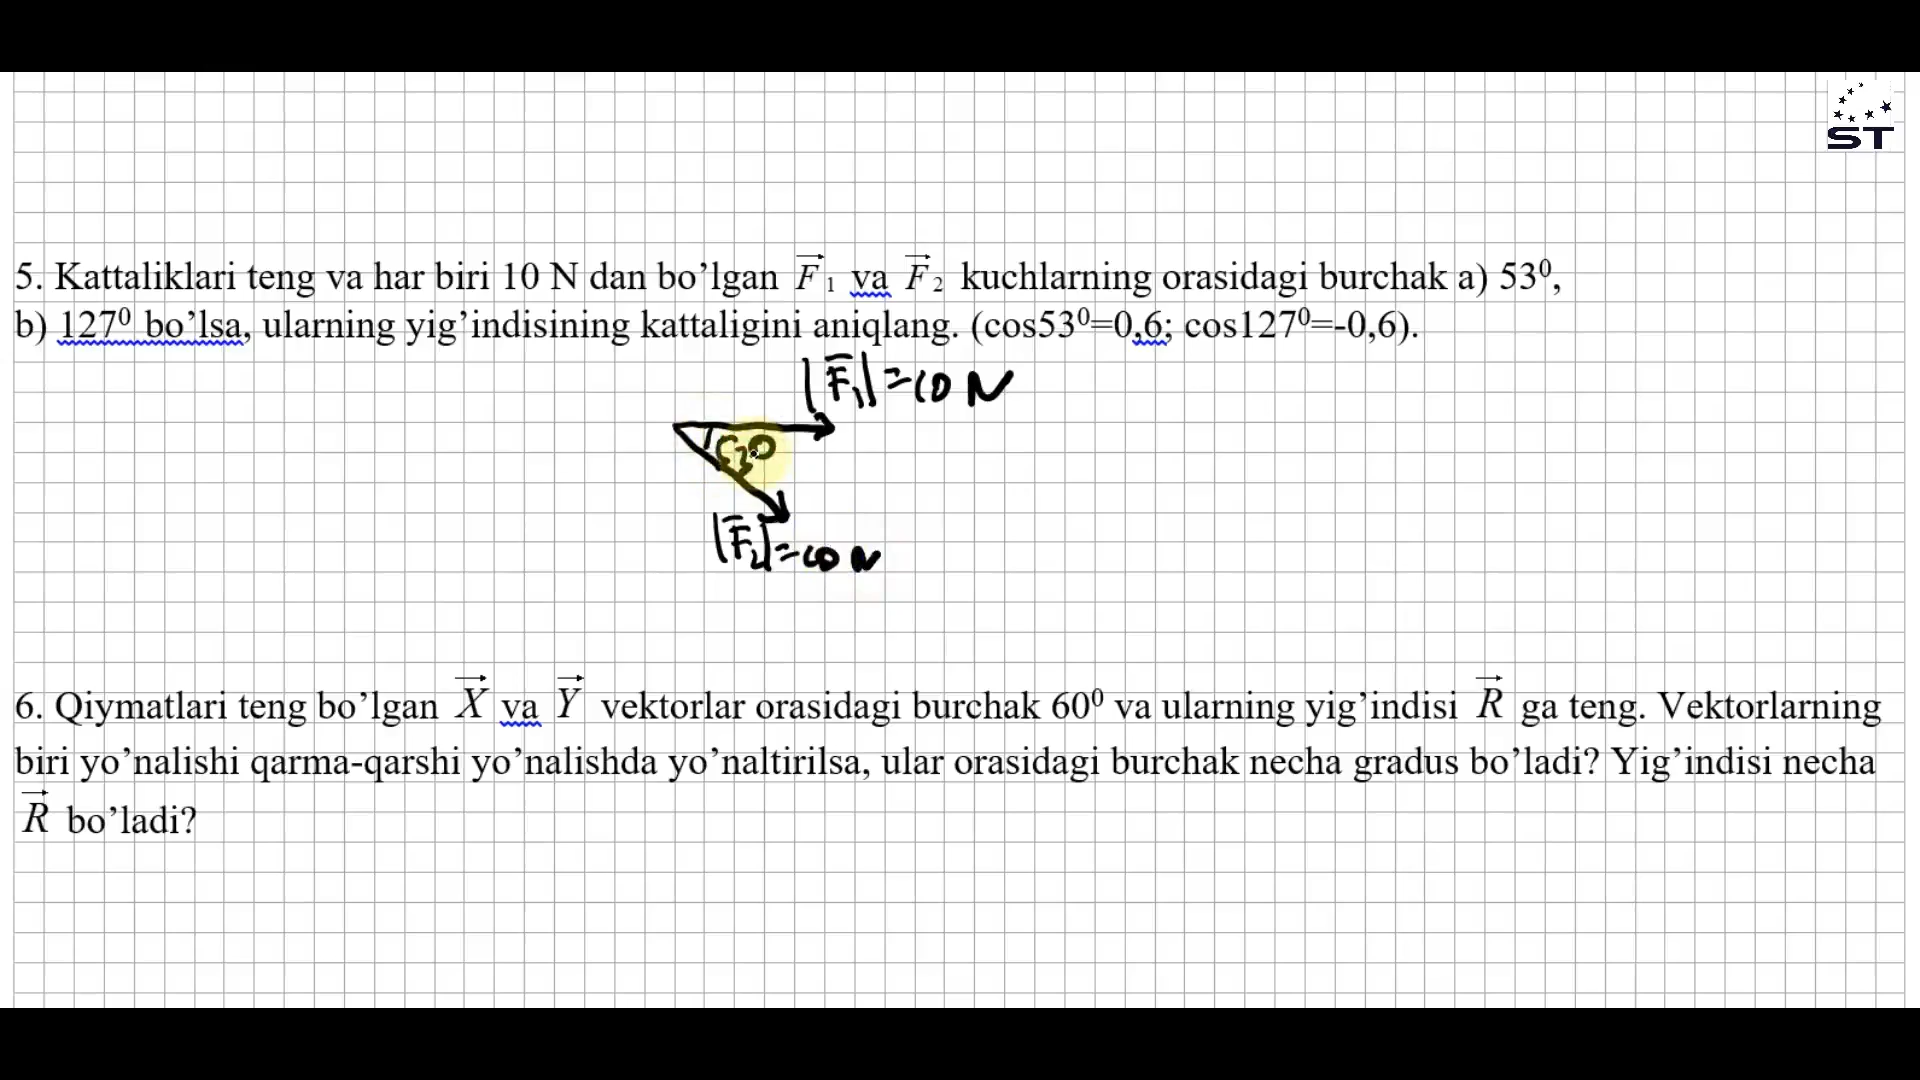 ST
5. Kattaliklari teng va har biri 10 N dan bo’lgan F⃗ 1 va F⃗ 2 kuchlarning orasidagi burchak a) 53⁰,
b) 127⁰ bo’lsa, ularning yig’indisining kattaligini aniqlang. (cos53⁰=0,6; cos127⁰=-0,6).
|F̅₁|=10 N
53⁰
|F̅₂|=10 N
6. Qiymatlari teng bo’lgan X⃗ va Y⃗ vektorlar orasidagi burchak 60⁰ va ularning yig’indisi R⃗ ga teng. Vektorlarning
biri yo’nalishi qarma-qarshi yo’nalishda yo’naltirilsa, ular orasidagi burchak necha gradus bo’ladi? Yig’indisi necha
R⃗ bo’ladi?